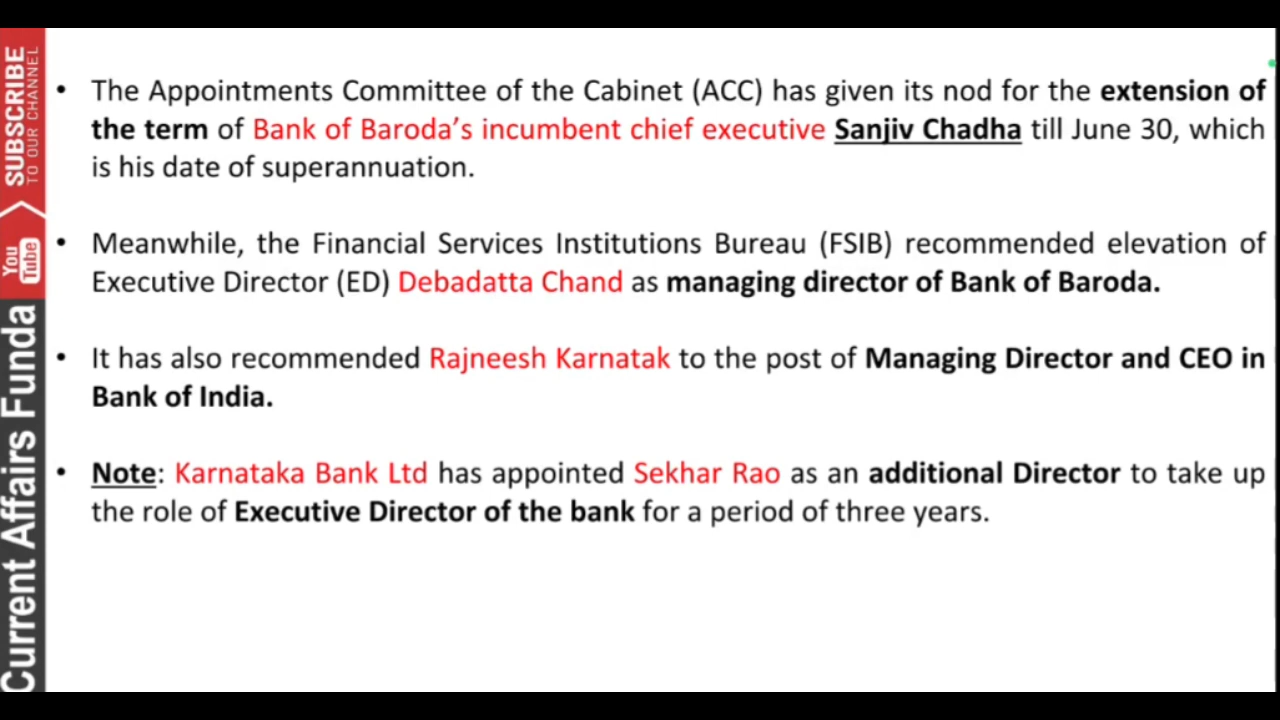 • The Appointments Committee of the Cabinet (ACC) has given its nod for the extension of
the term of Bank of Baroda's incumbent chief executive Sanjiv Chadha till June 30, which
is his date of superannuation.
• Meanwhile, the Financial Services Institutions Bureau (FSIB) recommended elevation of
Executive Director (ED) Debadatta Chand as managing director of Bank of Baroda.
• It has also recommended Rajneesh Karnatak to the post of Managing Director and CEO in
Bank of India.
• Note: Karnataka Bank Ltd has appointed Sekhar Rao as an additional Director to take up
the role of Executive Director of the bank for a period of three years.
SUBSCRIBE
TO OUR CHANNEL
You
Tube
Current Affairs Funda